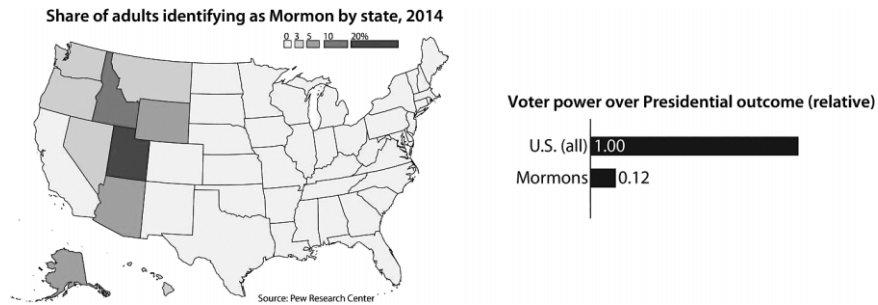 Share of adults identifying as Mormon by state, 2014
0 3 5 10 20%
Source: Pew Research Center
Voter power over Presidential outcome (relative)
U.S. (all) 1.00
Mormons 0.12